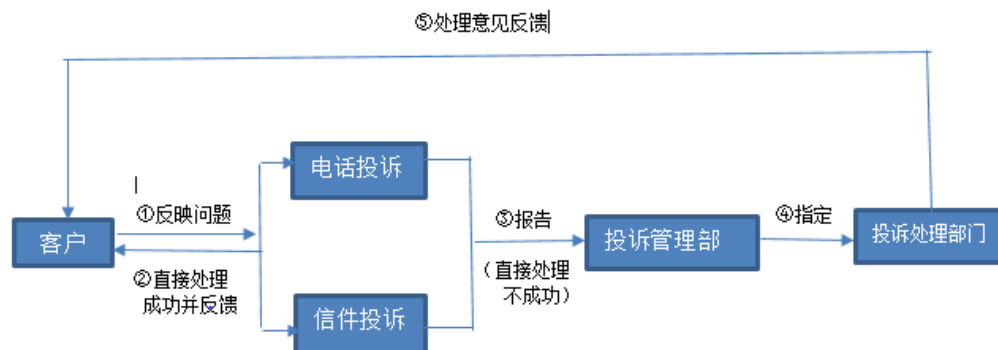 ⑤处理意见反馈
电话投诉
①反映问题
客户
②直接处理
成功并反馈
信件投诉
③报告
（直接处理
不成功）
投诉管理部
④指定
投诉处理部门